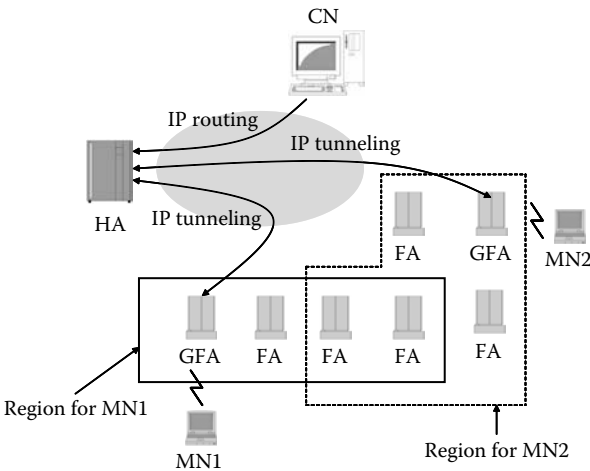 CN
IP routing
IP tunneling
HA
IP tunneling
FA
GFA
MN2
GFA
FA
FA
FA
FA
Region for MN1
MN1
Region for MN2